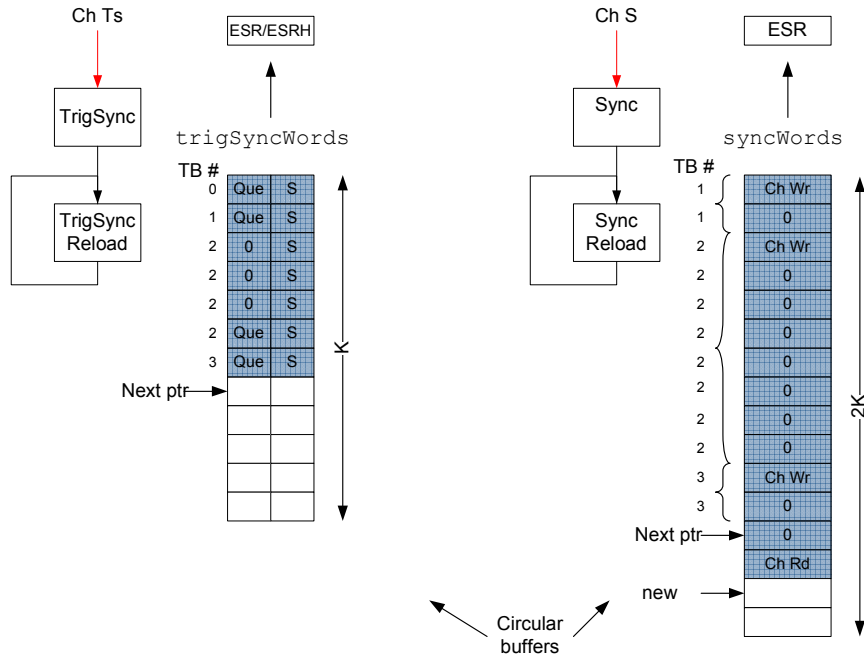 Ch Ts
ESR/ESRH
TrigSync
trigSyncWords
TB #
0 Que S
1 Que S
2 0 S
2 0 S
2 0 S
2 Que S
3 Que S
TrigSync
Reload
Next ptr
K
Ch S
ESR
Sync
syncWords
TB #
1 Ch Wr
1 0
2 Ch Wr
2 0
2 0
2 0
2 0
2 0
2 0
2 0
3 Ch Wr
3 0
Sync
Reload
Next ptr 0
Ch Rd
new
2K
Circular
buffers